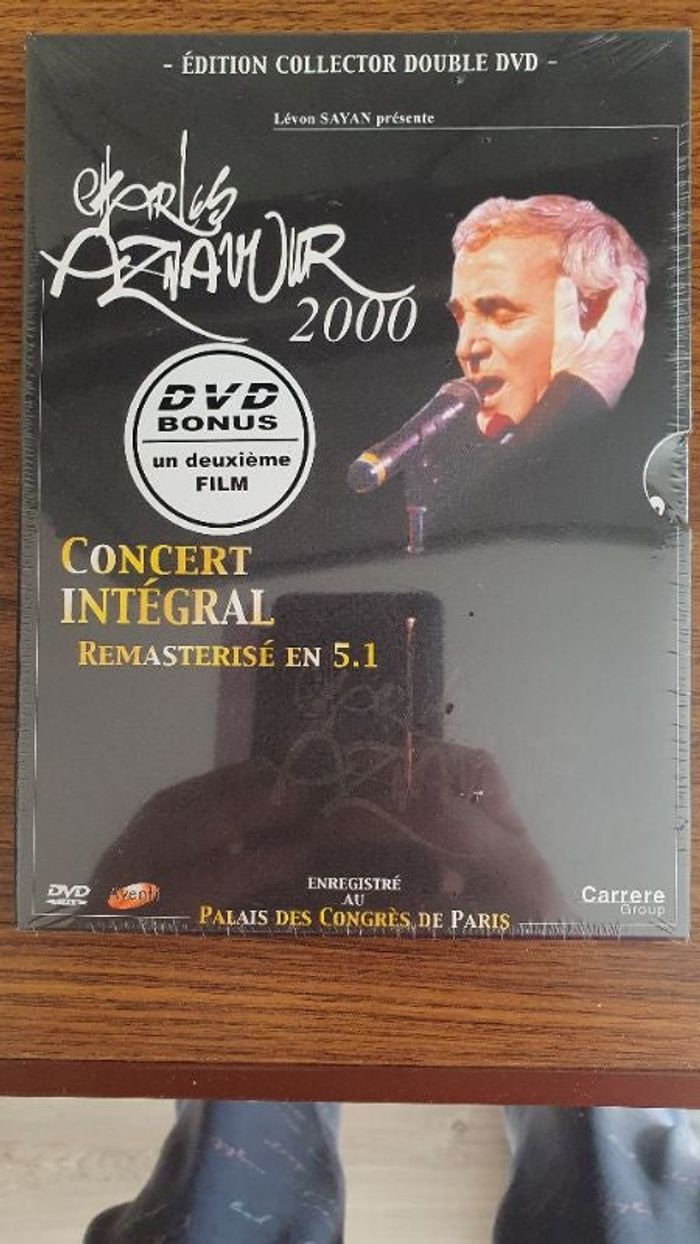 - ÉDITION COLLECTOR DOUBLE DVD -
Lévon SAYAN présente
CHARLES
AZNAVOUR
2000
DVD
BONUS
un deuxième
FILM
CONCERT
INTÉGRAL
REMASTERISÉ EN 5.1
ENREGISTRÉ
AU
PALAIS DES CONGRÈS DE PARIS
DVD
Carrere
Group